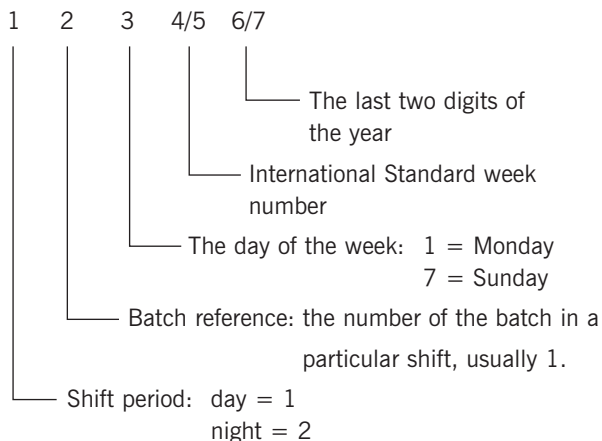 1 2 3 4/5 6/7
The last two digits of
the year
International Standard week
number
The day of the week: 1 = Monday
7 = Sunday
Batch reference: the number of the batch in a
particular shift, usually 1.
Shift period: day = 1
night = 2